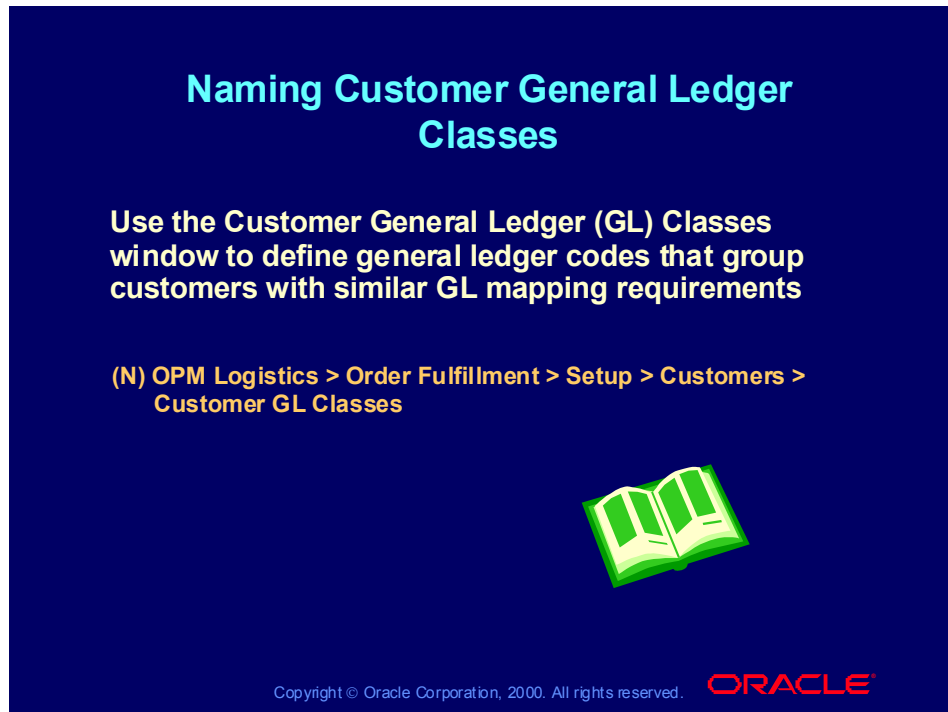 Naming Customer General Ledger
Classes
Use the Customer General Ledger (GL) Classes
window to define general ledger codes that group
customers with similar GL mapping requirements
(N) OPM Logistics > Order Fulfillment > Setup > Customers >
Customer GL Classes
Copyright © Oracle Corporation, 2000. All rights reserved.
ORACLE®